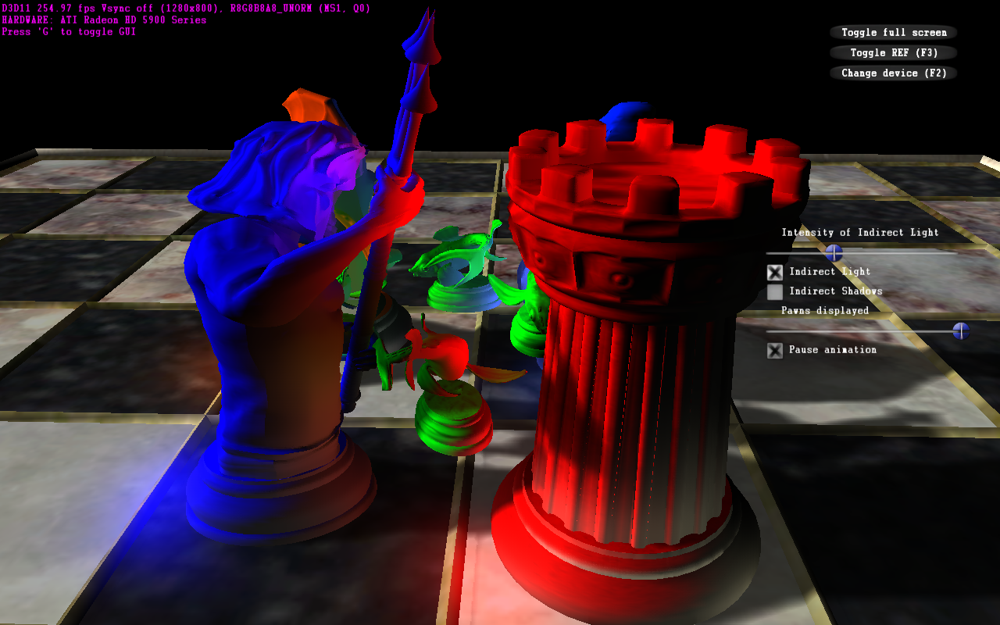 D3D11 254.97 fps Vsync off (1280x800), R8G8B8A8_UNORM (MS1, Q0)
HARDWARE: ATI Radeon HD 5900 Series
Press 'G' to toggle GUI
Toggle full screen
Toggle REF (F3)
Change device (F2)
Intensity of Indirect Light
Indirect Light
Indirect Shadows
Pawns displayed
Pause animation